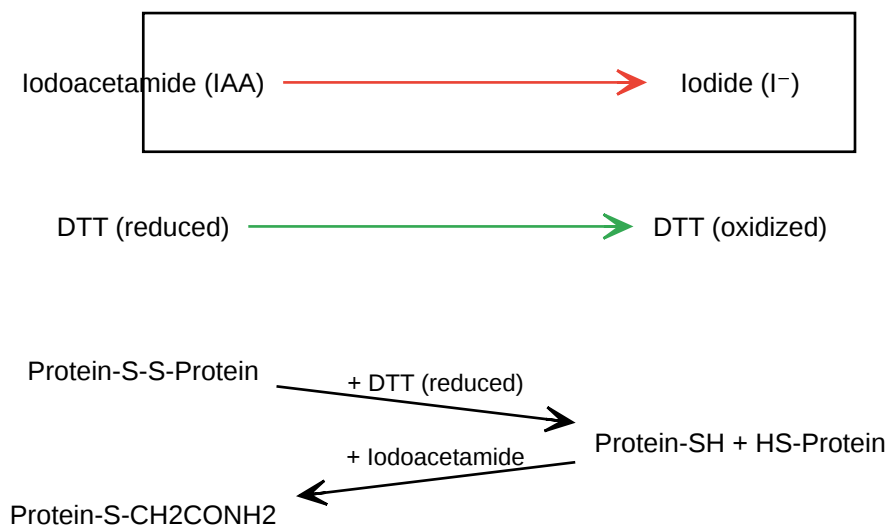 Iodoacetamide (IAA)
Iodide (I⁻)
DTT (reduced)
DTT (oxidized)
Protein-S-S-Protein
+ DTT (reduced)
Protein-SH + HS-Protein
+ Iodoacetamide
Protein-S-CH2CONH2